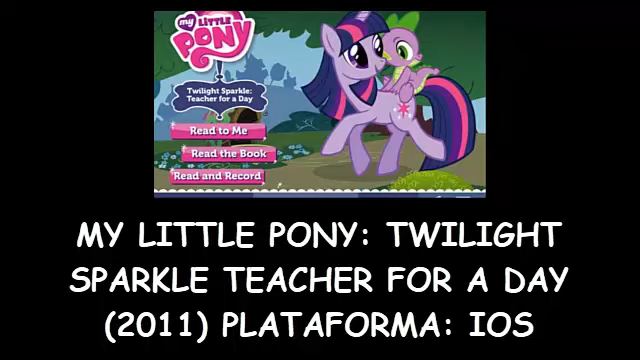 my LITTLE
PONY
Twilight Sparkle:
Teacher for a Day
Read to Me
Read the Book
Read and Record
MY LITTLE PONY: TWILIGHT
SPARKLE TEACHER FOR A DAY
(2011) PLATAFORMA: IOS